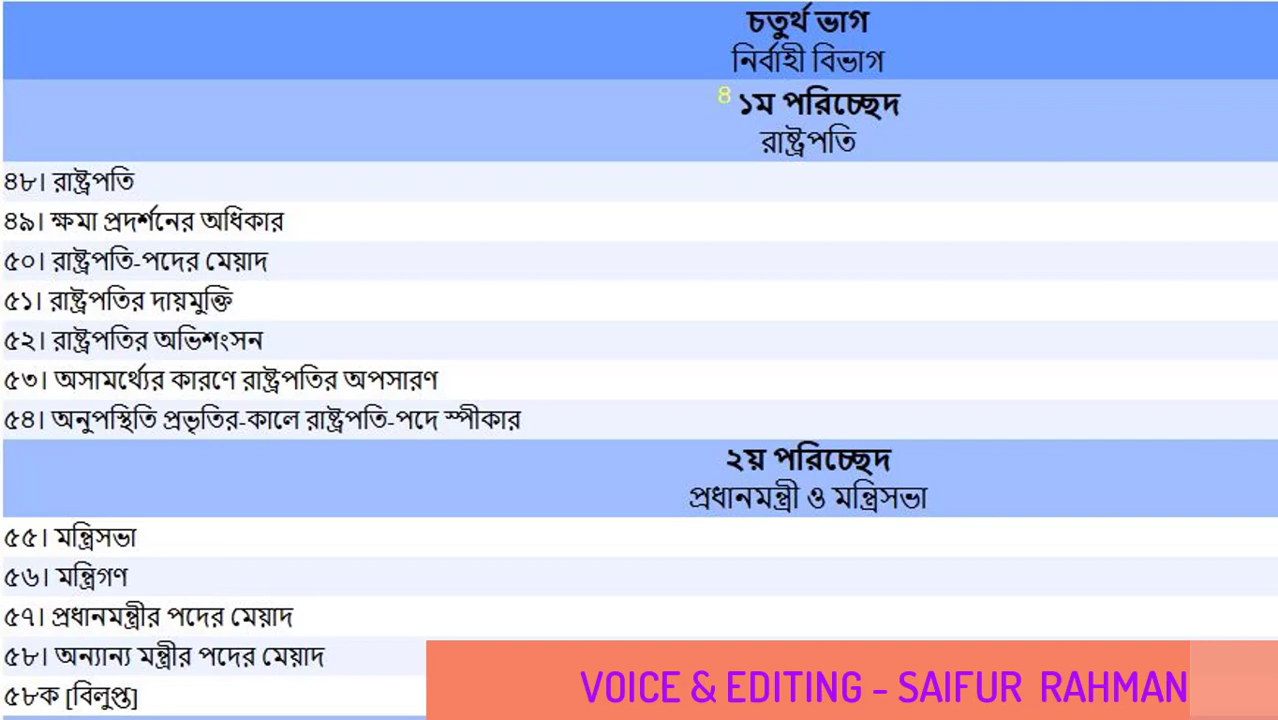 চতুর্থ ভাগ
নির্বাহী বিভাগ
৪ ১ম পরিচ্ছেদ
রাষ্ট্রপতি
৪৮। রাষ্ট্রপতি
৪৯। ক্ষমা প্রদর্শনের অধিকার
৫০। রাষ্ট্রপতি-পদের মেয়াদ
৫১। রাষ্ট্রপতির দায়মুক্তি
৫২। রাষ্ট্রপতির অভিশংসন
৫৩। অসামর্থ্যের কারণে রাষ্ট্রপতির অপসারণ
৫৪। অনুপস্থিতি প্রভৃতির-কালে রাষ্ট্রপতি-পদে স্পীকার
২য় পরিচ্ছেদ
প্রধানমন্ত্রী ও মন্ত্রিসভা
৫৫। মন্ত্রিসভা
৫৬। মন্ত্রিগণ
৫৭। প্রধানমন্ত্রীর পদের মেয়াদ
৫৮। অন্যান্য মন্ত্রীর পদের মেয়াদ
৫৮ক [বিলুপ্ত]
VOICE & EDITING - SAIFUR RAHMAN